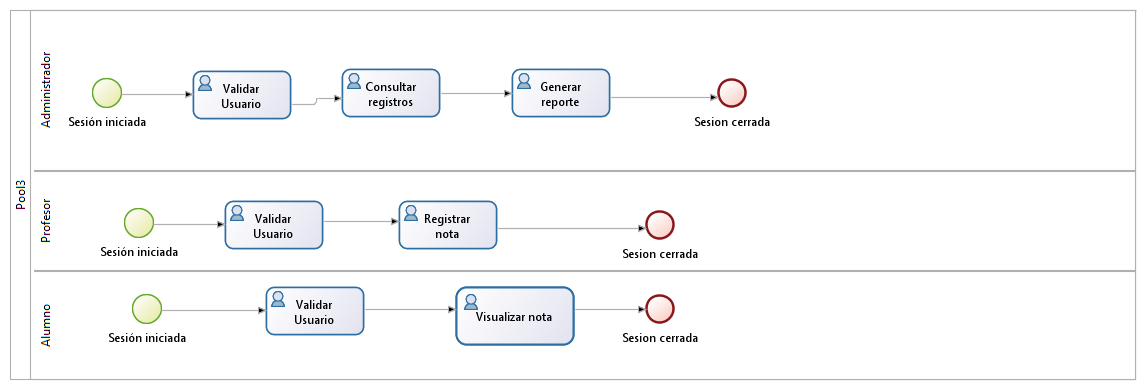 Pool3
Administrador
Sesión iniciada
Validar
Usuario
Consultar
registros
Generar
reporte
Sesion cerrada
Profesor
Sesión iniciada
Validar
Usuario
Registrar
nota
Sesion cerrada
Alumno
Sesión iniciada
Validar
Usuario
Visualizar nota
Sesion cerrada